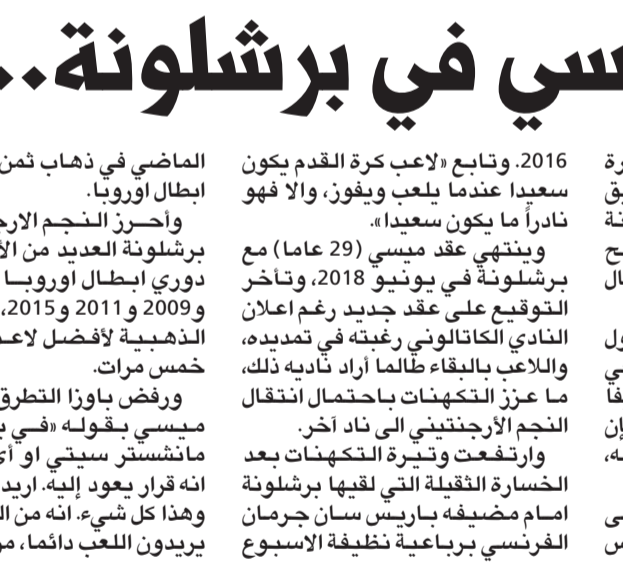 سي في برشلونة..
2016. وتابع «لاعب كرة القدم يكون
سعيدا عندما يلعب ويفوز، والا فهو
نادراً ما يكون سعيدا».
وينتهي عقد ميسي (29 عاما) مع
برشلونة في يونيو 2018، وتأخر
التوقيع على عقد جديد رغم اعلان
النادي الكاتالوني رغبته في تمديده،
واللاعب بالبقاء طالما أراد ناديه ذلك،
ما عزز التكهنات باحتمال انتقال
النجم الأرجنتيني الى ناد آخر.
وارتفعت وتيرة التكهنات بعد
الخسارة الثقيلة التي لقيها برشلونة
امام مضيفه باريس سان جرمان
الفرنسي برباعية نظيفة الاسبوع
الماضي في ذهاب ثمن
ابطال اوروبا.
وأحرز النجم الارج
برشلونة العديد من الأ
دوري ابطال اوروبا
و2009 و2011 و2015،
الذهبية لأفضل لاعـ
خمس مرات.
ورفض باوزا التطرق
ميسي بقوله «في بـ
مانشستر سيتي او أي
انه قرار يعود إليه. اريد
وهذا كل شيء. انه من الـ
يريدون اللعب دائما، مر